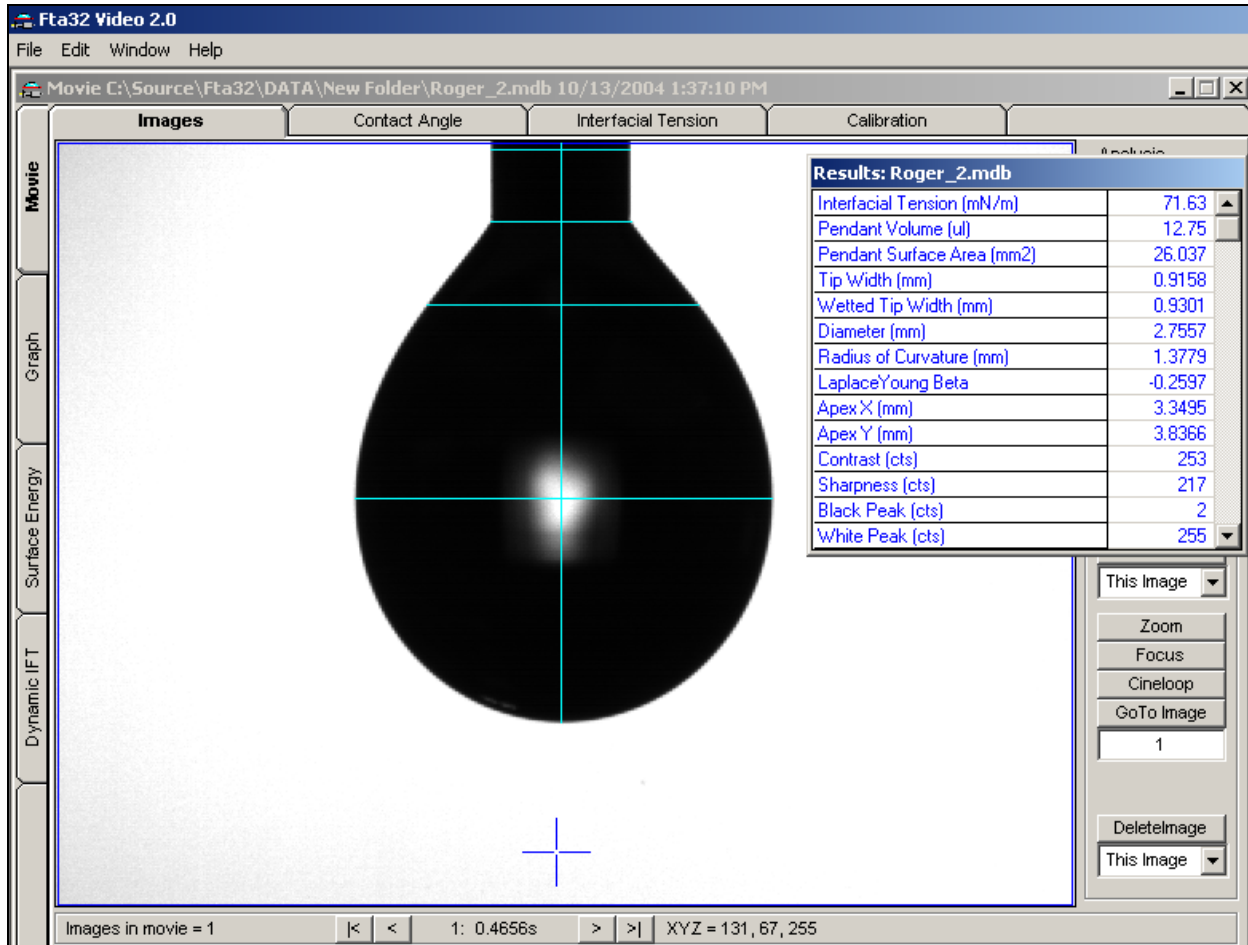 Fta32 Video 2.0
File Edit Window Help
Movie C:\Source\Fta32\DATA\New Folder\Roger_2.mdb 10/13/2004 1:37:10 PM
Images Contact Angle Interfacial Tension Calibration
Movie
Graph
Surface Energy
Dynamic IFT
Results: Roger_2.mdb
Interfacial Tension (mN/m) 71.63
Pendant Volume (ul) 12.75
Pendant Surface Area (mm2) 26.037
Tip Width (mm) 0.9158
Wetted Tip Width (mm) 0.9301
Diameter (mm) 2.7557
Radius of Curvature (mm) 1.3779
LaplaceYoung Beta -0.2597
Apex X (mm) 3.3495
Apex Y (mm) 3.8366
Contrast (cts) 253
Sharpness (cts) 217
Black Peak (cts) 2
White Peak (cts) 255
This Image
Zoom
Focus
Cineloop
GoTo Image
1
DeleteImage
This Image
Images in movie = 1 |< < 1: 0.4656s > >| XYZ = 131, 67, 255